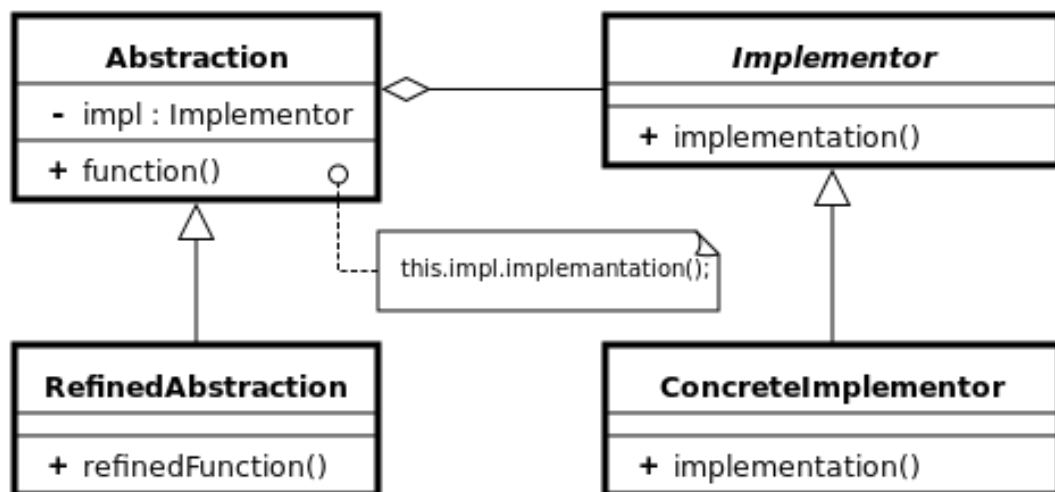 Abstraction
- impl : Implementor
+ function()
Implementor
+ implementation()
this.impl.implemantation();
RefinedAbstraction
+ refinedFunction()
ConcreteImplementor
+ implementation()